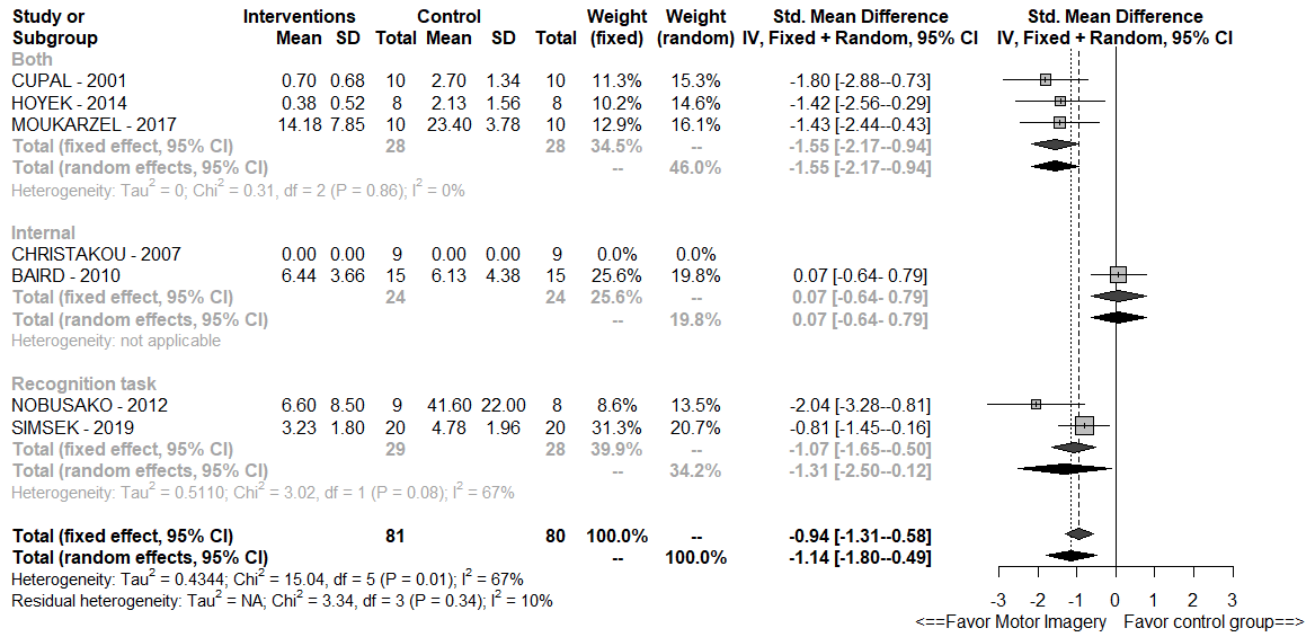 Study or Interventions Control Weight Weight Std. Mean Difference Std. Mean Difference
Subgroup Mean SD Total Mean SD Total (fixed) (random) IV, Fixed + Random, 95% CI IV, Fixed + Random, 95% CI
Both
CUPAL - 2001 0.70 0.68 10 2.70 1.34 10 11.3% 15.3% -1.80 [-2.88--0.73]
HOYEK - 2014 0.38 0.52 8 2.13 1.56 8 10.2% 14.6% -1.42 [-2.56--0.29]
MOUKARZEL - 2017 14.18 7.85 10 23.40 3.78 10 12.9% 16.1% -1.43 [-2.44--0.43]
Total (fixed effect, 95% CI) 28 28 34.5% -- -1.55 [-2.17--0.94]
Total (random effects, 95% CI) -- 46.0% -1.55 [-2.17--0.94]
Heterogeneity: Tau² = 0; Chi² = 0.31, df = 2 (P = 0.86); I² = 0%
Internal
CHRISTAKOU - 2007 0.00 0.00 9 0.00 0.00 9 0.0% 0.0%
BAIRD - 2010 6.44 3.66 15 6.13 4.38 15 25.6% 19.8% 0.07 [-0.64- 0.79]
Total (fixed effect, 95% CI) 24 24 25.6% -- 0.07 [-0.64- 0.79]
Total (random effects, 95% CI) -- 19.8% 0.07 [-0.64- 0.79]
Heterogeneity: not applicable
Recognition task
NOBUSAKO - 2012 6.60 8.50 9 41.60 22.00 8 8.6% 13.5% -2.04 [-3.28--0.81]
SIMSEK - 2019 3.23 1.80 20 4.78 1.96 20 31.3% 20.7% -0.81 [-1.45--0.16]
Total (fixed effect, 95% CI) 29 28 39.9% -- -1.07 [-1.65--0.50]
Total (random effects, 95% CI) -- 34.2% -1.31 [-2.50--0.12]
Heterogeneity: Tau² = 0.5110; Chi² = 3.02, df = 1 (P = 0.08); I² = 67%
Total (fixed effect, 95% CI) 81 80 100.0% -- -0.94 [-1.31--0.58]
Total (random effects, 95% CI) -- 100.0% -1.14 [-1.80--0.49]
Heterogeneity: Tau² = 0.4344; Chi² = 15.04, df = 5 (P = 0.01); I² = 67%
Residual heterogeneity: Tau² = NA; Chi² = 3.34, df = 3 (P = 0.34); I² = 10%
-3 -2 -1 0 1 2 3
<==Favor Motor Imagery Favor control group==>